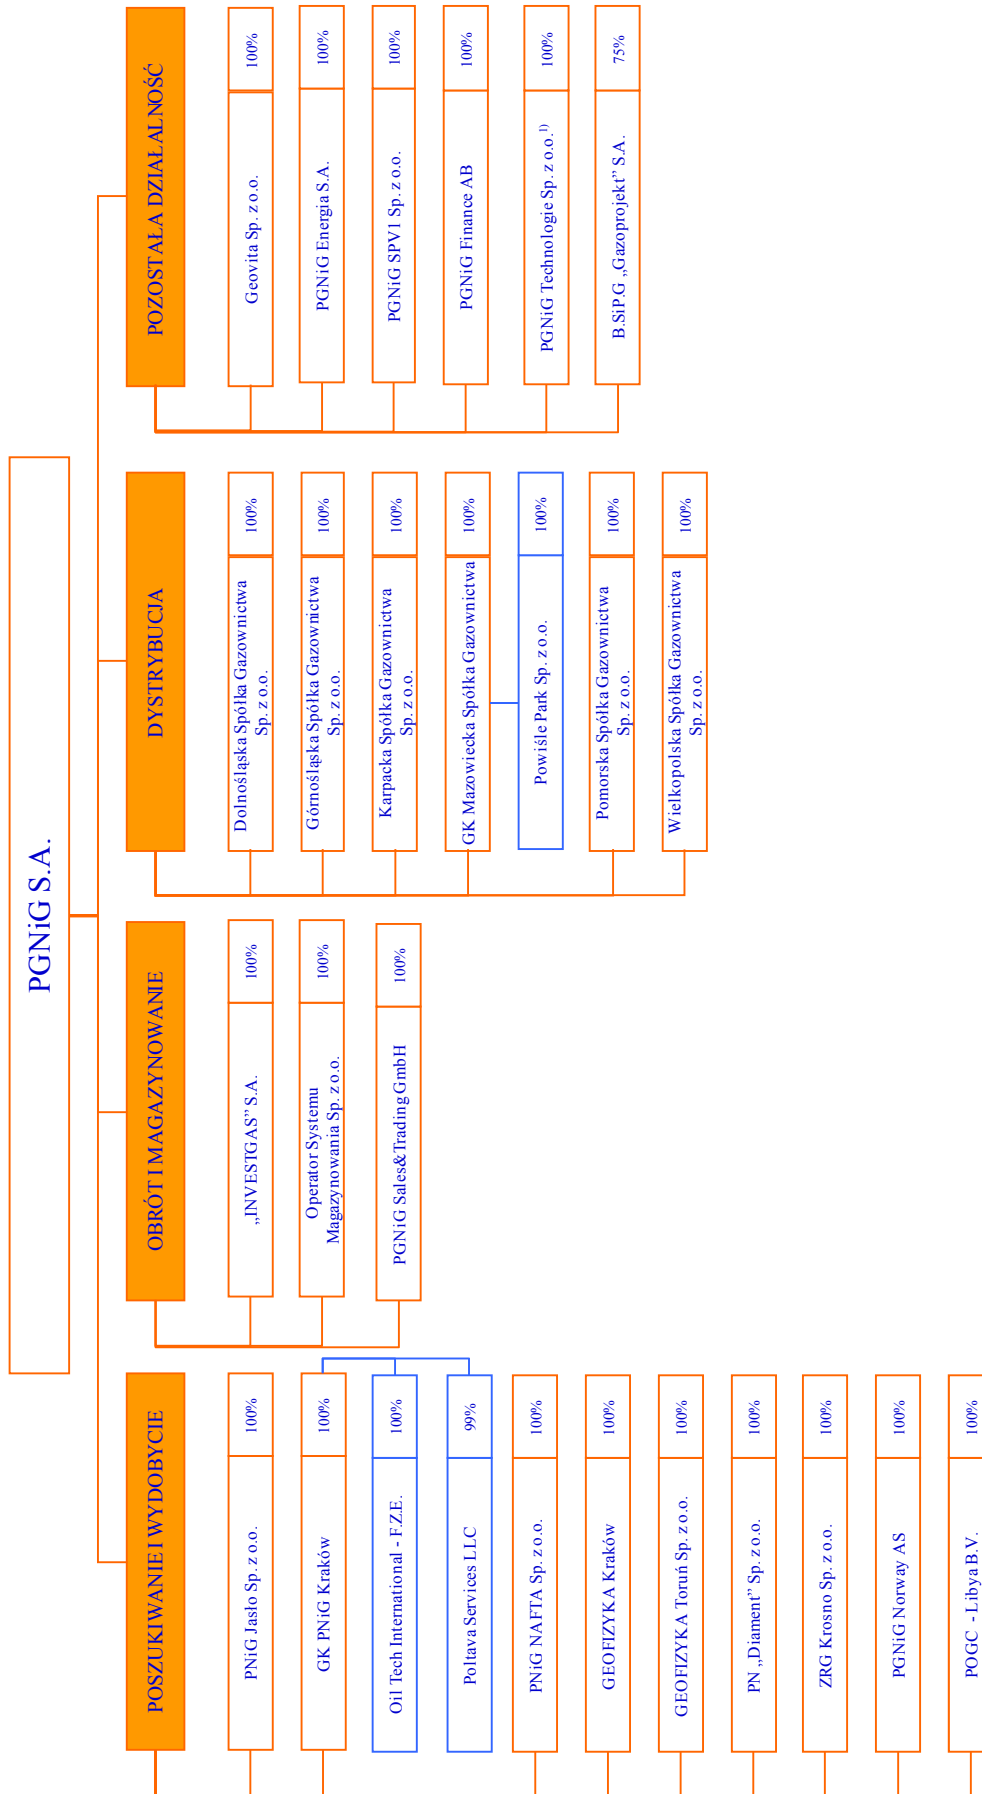 PGNiG S.A.
POSZUKIWANIE I WYDOBYCIE
PNiG Jasło Sp. z o.o.
100%
GK PNiG Kraków
100%
Oil Tech International - F.Z.E.
100%
Poltava Services LLC
99%
PNiG NAFTA Sp. z o.o.
100%
GEOFIZYKA Kraków
100%
GEOFIZYKA Toruń Sp. z o.o.
100%
PN „Diament” Sp. z o.o.
100%
ZRG Krosno Sp. z o.o.
100%
PGNiG Norway AS
100%
POGC - Libya B.V.
100%
OBRÓT I MAGAZYNOWANIE
„INVESTGAS” S.A.
100%
Operator Systemu
Magazynowania Sp. z o.o.
100%
PGNiG Sales&Trading GmbH
100%
DYSTRYBUCJA
Dolnośląska Spółka Gazownictwa
Sp. z o.o.
100%
Górnośląska Spółka Gazownictwa
Sp. z o.o.
100%
Karpacka Spółka Gazownictwa
Sp. z o.o.
100%
GK Mazowiecka Spółka Gazownictwa
100%
Powiśle Park Sp. z o.o.
100%
Pomorska Spółka Gazownictwa
Sp. z o.o.
100%
Wielkopolska Spółka Gazownictwa
Sp. z o.o.
100%
POZOSTAŁA DZIAŁALNOŚĆ
Geovita Sp. z o.o.
100%
PGNiG Energia S.A.
100%
PGNiG SPV1 Sp. z o.o.
100%
PGNiG Finance AB
100%
PGNiG Technologie Sp. z o.o.¹⁾
100%
B.SiP.G „Gazoprojekt” S.A.
75%